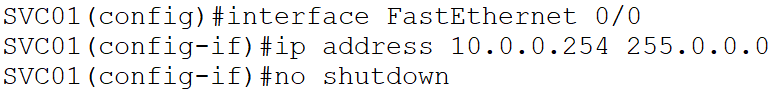 SVC01(config)#interface FastEthernet 0/0
SVC01(config-if)#ip address 10.0.0.254 255.0.0.0
SVC01(config-if)#no shutdown